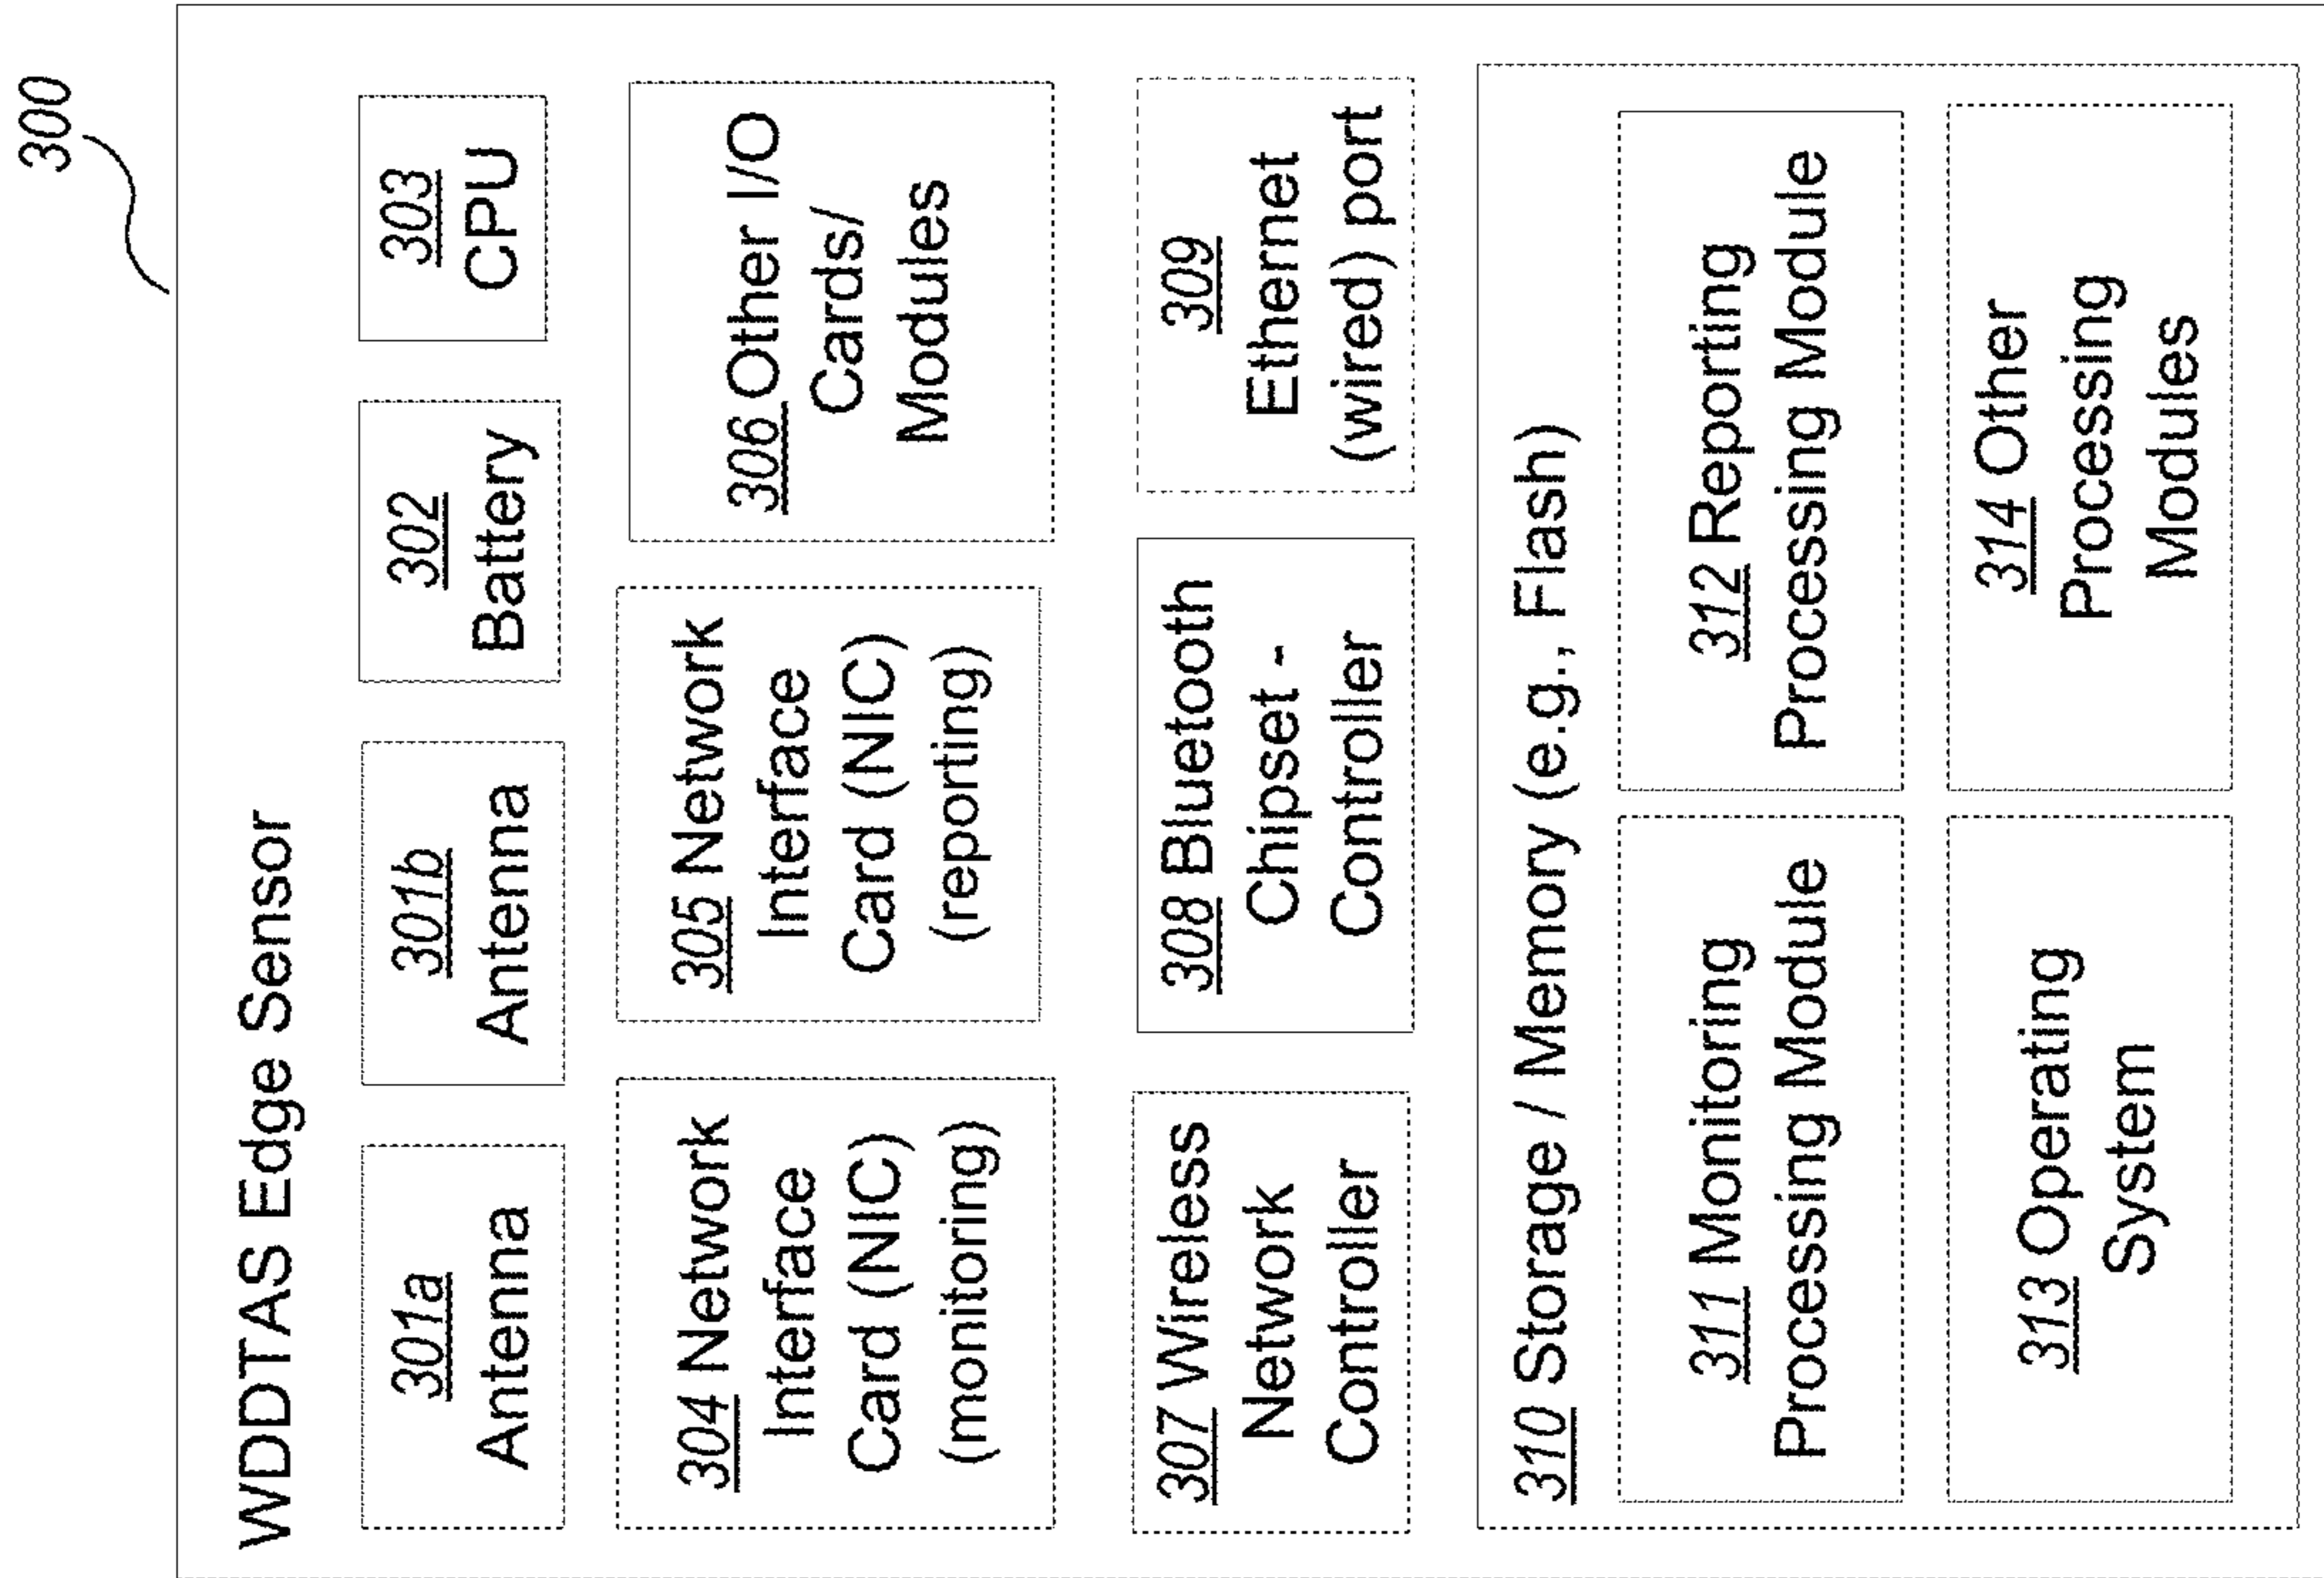 300
WDDTAS Edge Sensor
301a
Antenna
301b
Antenna
302
Battery
303
CPU
304 Network
Interface
Card (NIC)
(monitoring)
305 Network
Interface
Card (NIC)
(reporting)
306 Other I/O
Cards/
Modules
307 Wireless
Network
Controller
308 Bluetooth
Chipset -
Controller
309
Ethernet
(wired) port
310 Storage / Memory (e.g., Flash)
311 Monitoring
Processing Module
312 Reporting
Processing Module
313 Operating
System
314 Other
Processing
Modules